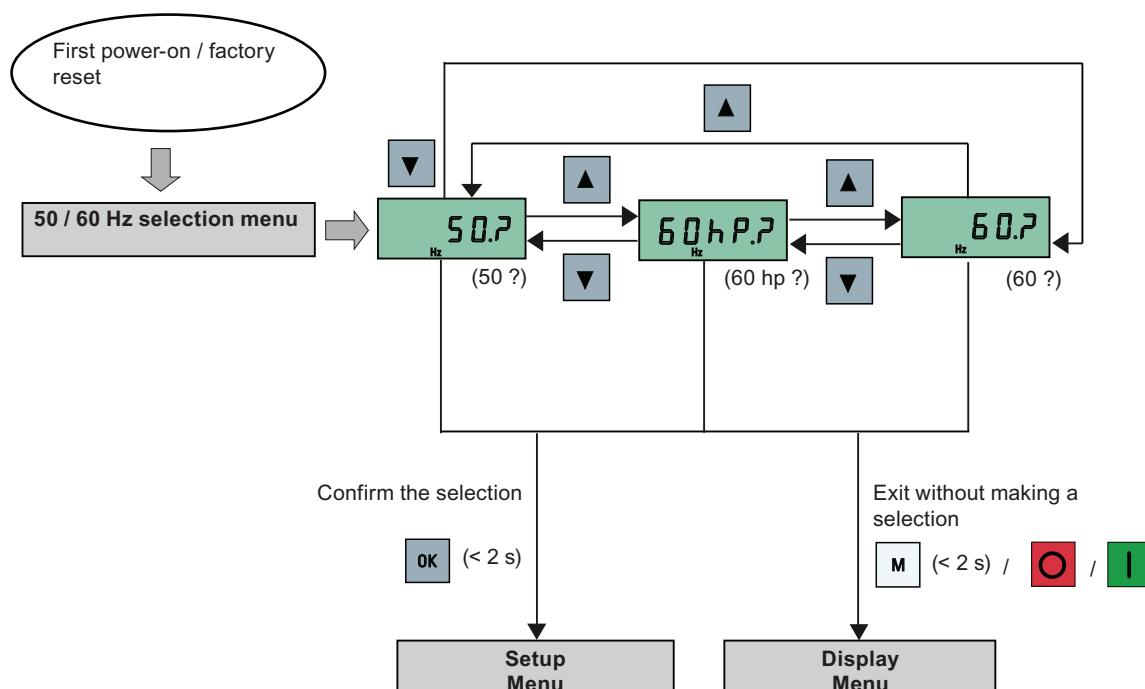 First power-on / factory
reset
50 / 60 Hz selection menu
▼
▲
▲
▲
50.?
Hz
(50 ?)
60hP.?
Hz
(60 hp ?)
60.?
Hz
(60 ?)
▼
▼
Confirm the selection
OK (< 2 s)
Exit without making a
selection
M (< 2 s) / O / I
Setup
Menu
Display
Menu